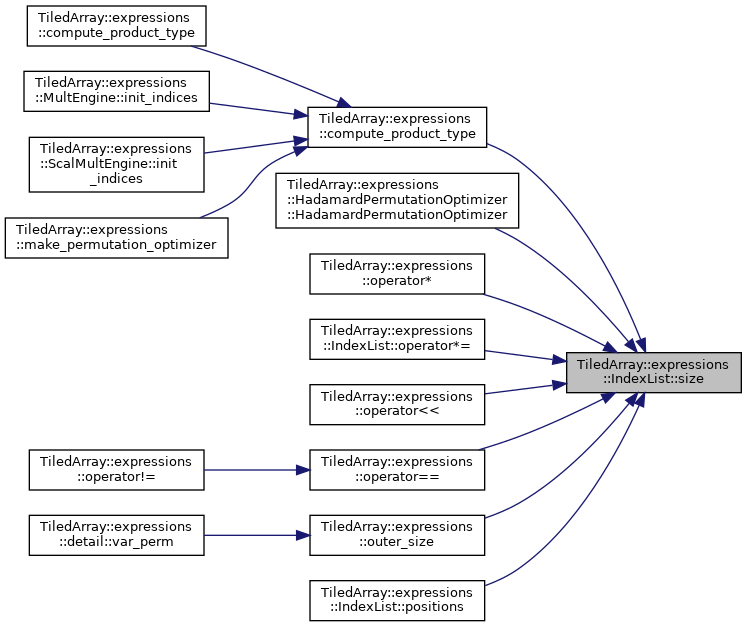 TiledArray::expressions
::compute_product_type
TiledArray::expressions
::MultEngine::init_indices
TiledArray::expressions
::ScalMultEngine::init
_indices
TiledArray::expressions
::make_permutation_optimizer
TiledArray::expressions
::compute_product_type
TiledArray::expressions
::HadamardPermutationOptimizer
::HadamardPermutationOptimizer
TiledArray::expressions
::operator*
TiledArray::expressions
::IndexList::operator*=
TiledArray::expressions
::IndexList::size
TiledArray::expressions
::operator<<
TiledArray::expressions
::operator!=
TiledArray::expressions
::operator==
TiledArray::expressions
::detail::var_perm
TiledArray::expressions
::outer_size
TiledArray::expressions
::IndexList::positions